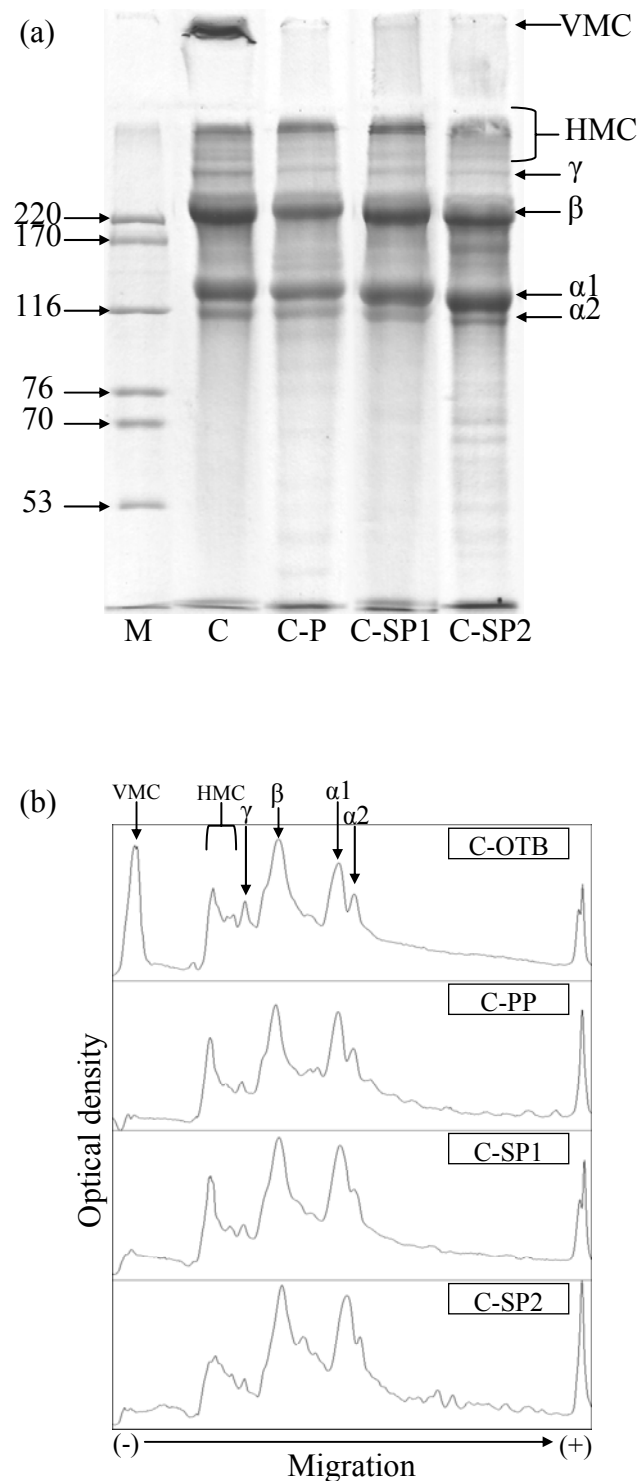 (a)
VMC
HMC
γ
β
α1
α2
220
170
116
76
70
53
M C C-P C-SP1 C-SP2
(b)
VMC HMC γ β α1 α2
C-OTB
C-PP
C-SP1
C-SP2
Optical density
(-) (+)
Migration